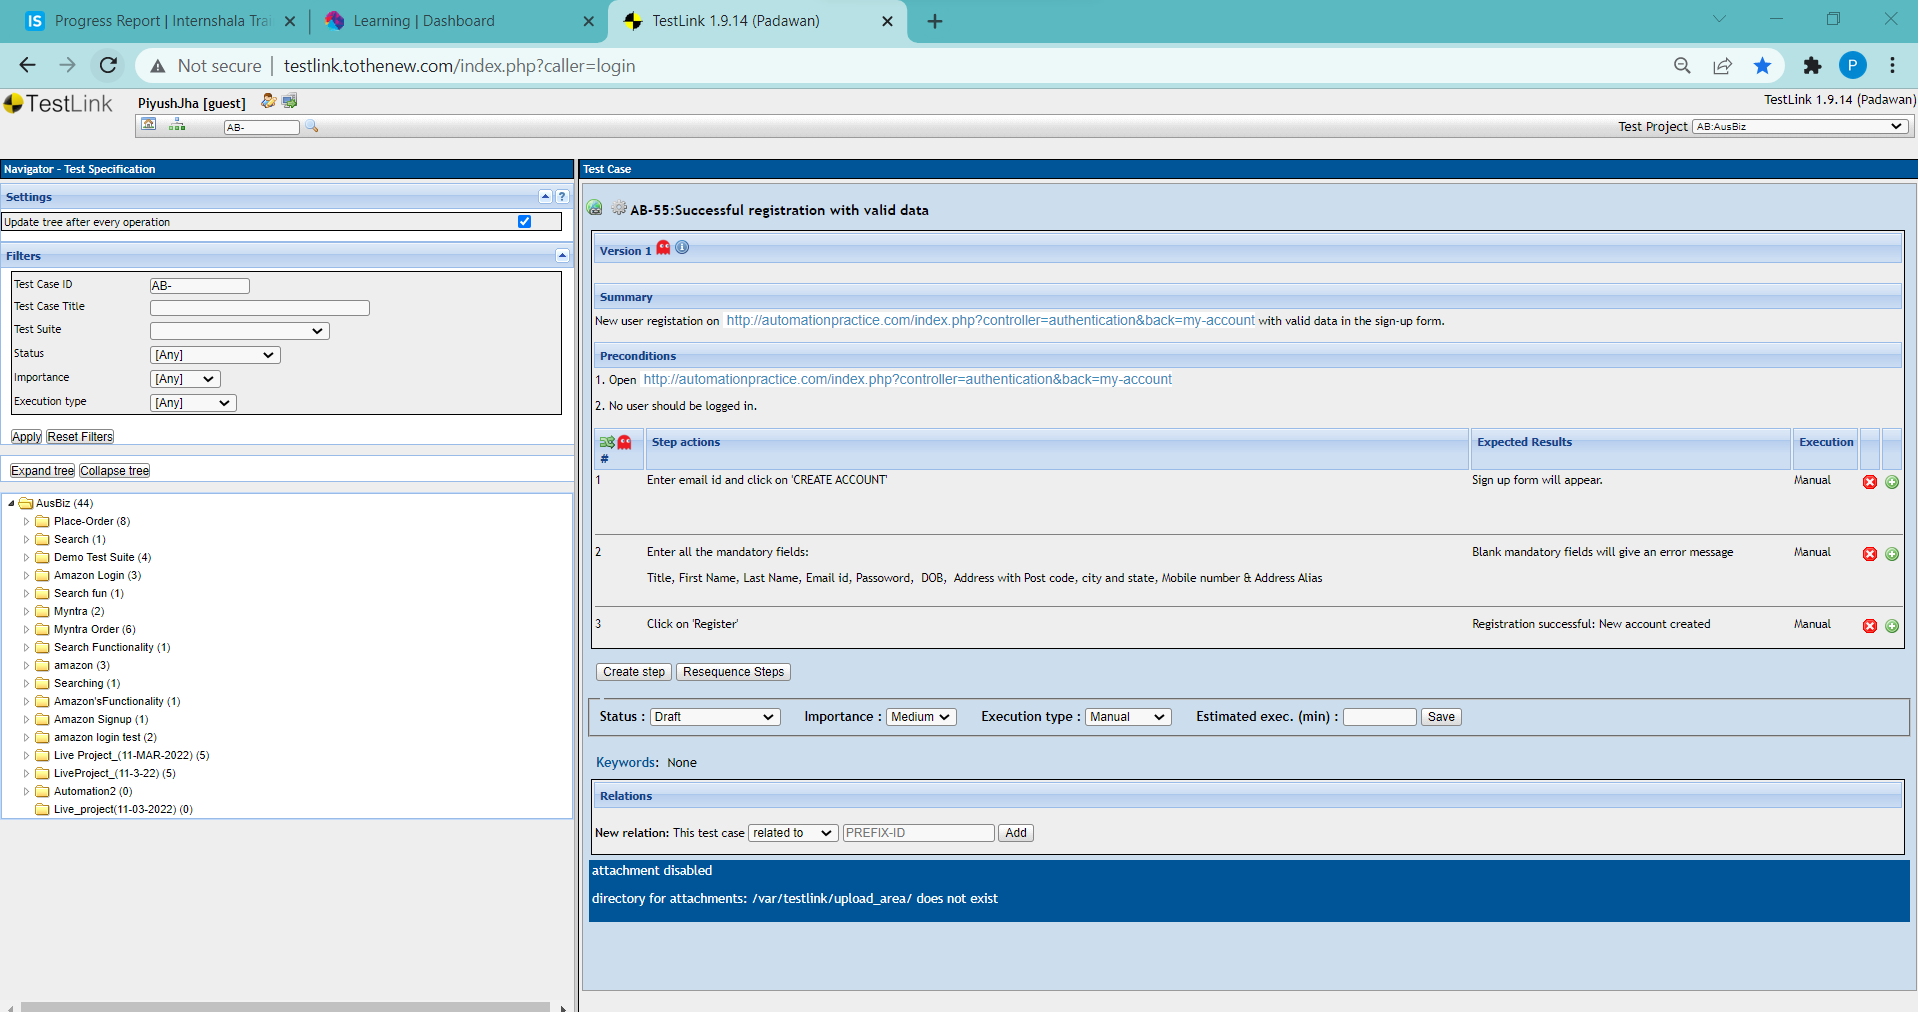 IS Progress Report | Internshala Trai
Learning | Dashboard
TestLink 1.9.14 (Padawan)
Not secure | testlink.tothenew.com/index.php?caller=login
P
TestLink
PiyushJha [guest]
TestLink 1.9.14 (Padawan)
AB-
Test Project AB:AusBiz
Navigator - Test Specification
Settings
?
Update tree after every operation
Filters
Test Case ID AB-
Test Case Title
Test Suite
Status [Any]
Importance [Any]
Execution type [Any]
Apply Reset Filters
Expand tree Collapse tree
AusBiz (44)
Place-Order (8)
Search (1)
Demo Test Suite (4)
Amazon Login (3)
Search fun (1)
Myntra (2)
Myntra Order (6)
Search Functionality (1)
amazon (3)
Searching (1)
Amazon'sFunctionality (1)
Amazon Signup (1)
amazon login test (2)
Live Project_(11-MAR-2022) (5)
LiveProject_(11-3-22) (5)
Automation2 (0)
Live_project(11-03-2022) (0)
Test Case
AB-55:Successful registration with valid data
Version 1
Summary
New user registation on http://automationpractice.com/index.php?controller=authentication&back=my-account with valid data in the sign-up form.
Preconditions
1. Open http://automationpractice.com/index.php?controller=authentication&back=my-account
2. No user should be logged in.
# Step actions Expected Results Execution
1 Enter email id and click on 'CREATE ACCOUNT' Sign up form will appear. Manual
2 Enter all the mandatory fields: Blank mandatory fields will give an error message Manual
Title, First Name, Last Name, Email id, Passoword, DOB, Address with Post code, city and state, Mobile number & Address Alias
3 Click on 'Register' Registration successful: New account created Manual
Create step Resequence Steps
Status : Draft Importance : Medium Execution type : Manual Estimated exec. (min) : Save
Keywords: None
Relations
New relation: This test case related to PREFIX-ID Add
attachment disabled
directory for attachments: /var/testlink/upload_area/ does not exist